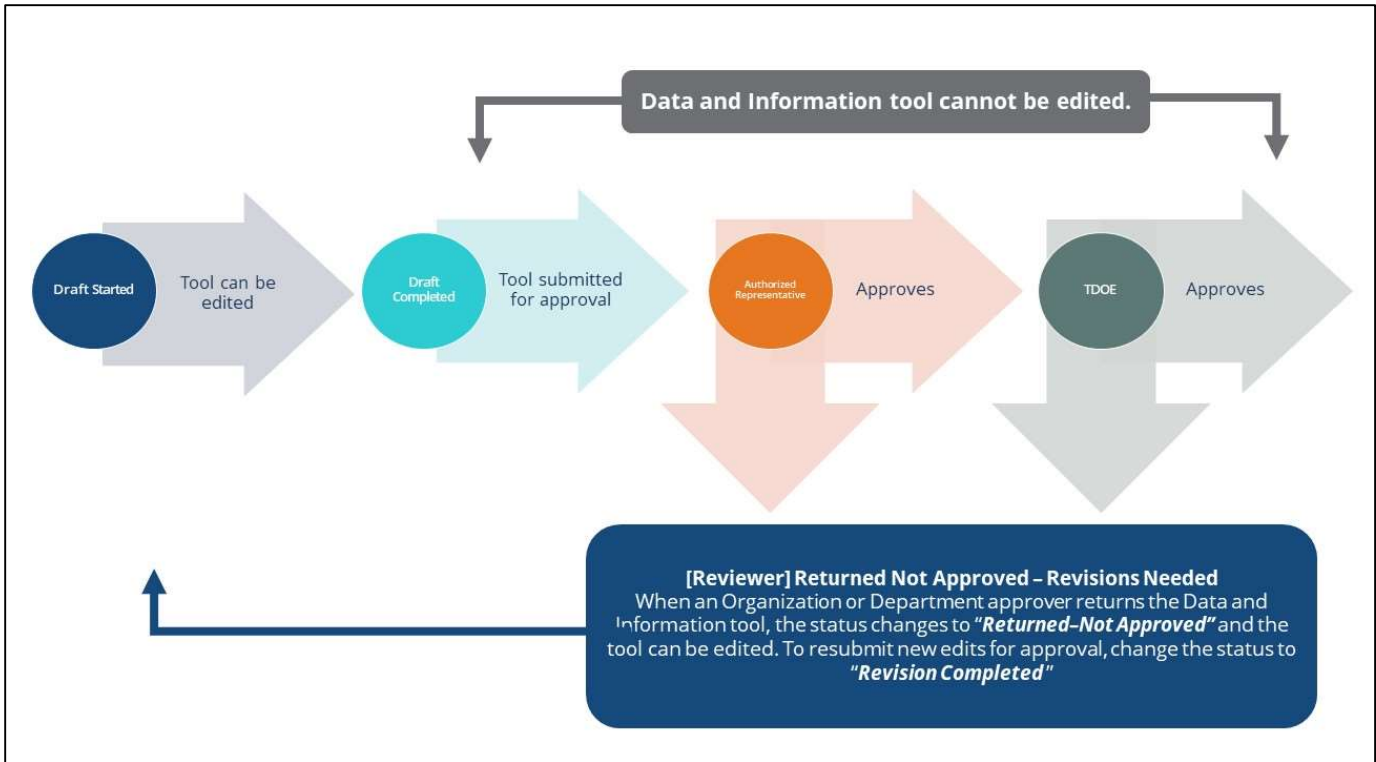 Data and Information tool cannot be edited.
Draft Started
Tool can be
edited
Draft
Completed
Tool submitted
for approval
Authorized
Representative
Approves
TDOE
Approves
[Reviewer] Returned Not Approved – Revisions Needed
When an Organization or Department approver returns the Data and
Information tool, the status changes to "Returned–Not Approved" and the
tool can be edited. To resubmit new edits for approval, change the status to
"Revision Completed"